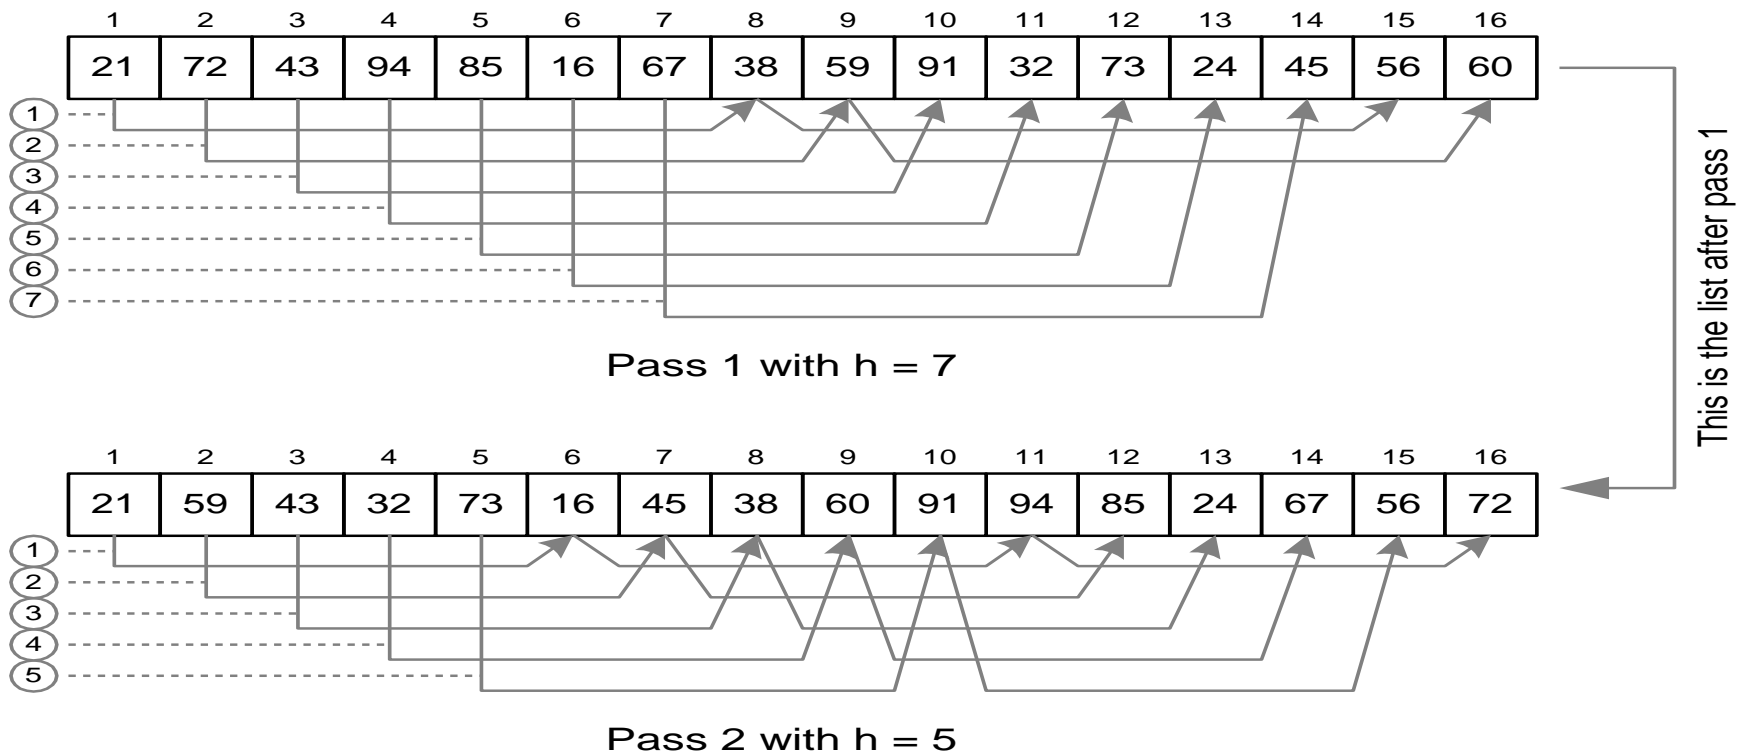 1 2 3 4 5 6 7 8 9 10 11 12 13 14 15 16
21 72 43 94 85 16 67 38 59 91 32 73 24 45 56 60
1
2
3
4
5
6
7
Pass 1 with h = 7
This is the list after pass 1
1 2 3 4 5 6 7 8 9 10 11 12 13 14 15 16
21 59 43 32 73 16 45 38 60 91 94 85 24 67 56 72
1
2
3
4
5
Pass 2 with h = 5